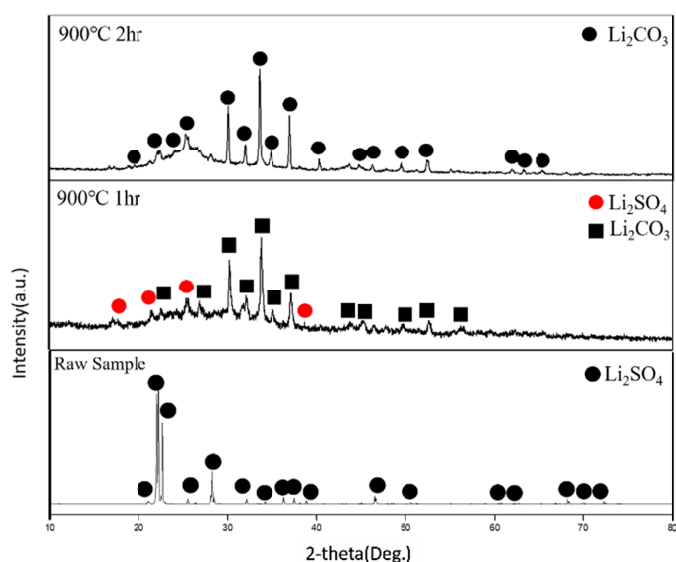 900°C 2hr
Li₂CO₃
900°C 1hr
Li₂SO₄
Li₂CO₃
Raw Sample
Li₂SO₄
Intensity(a.u.)
10 20 30 40 50 60 70 80
2-theta(Deg.)